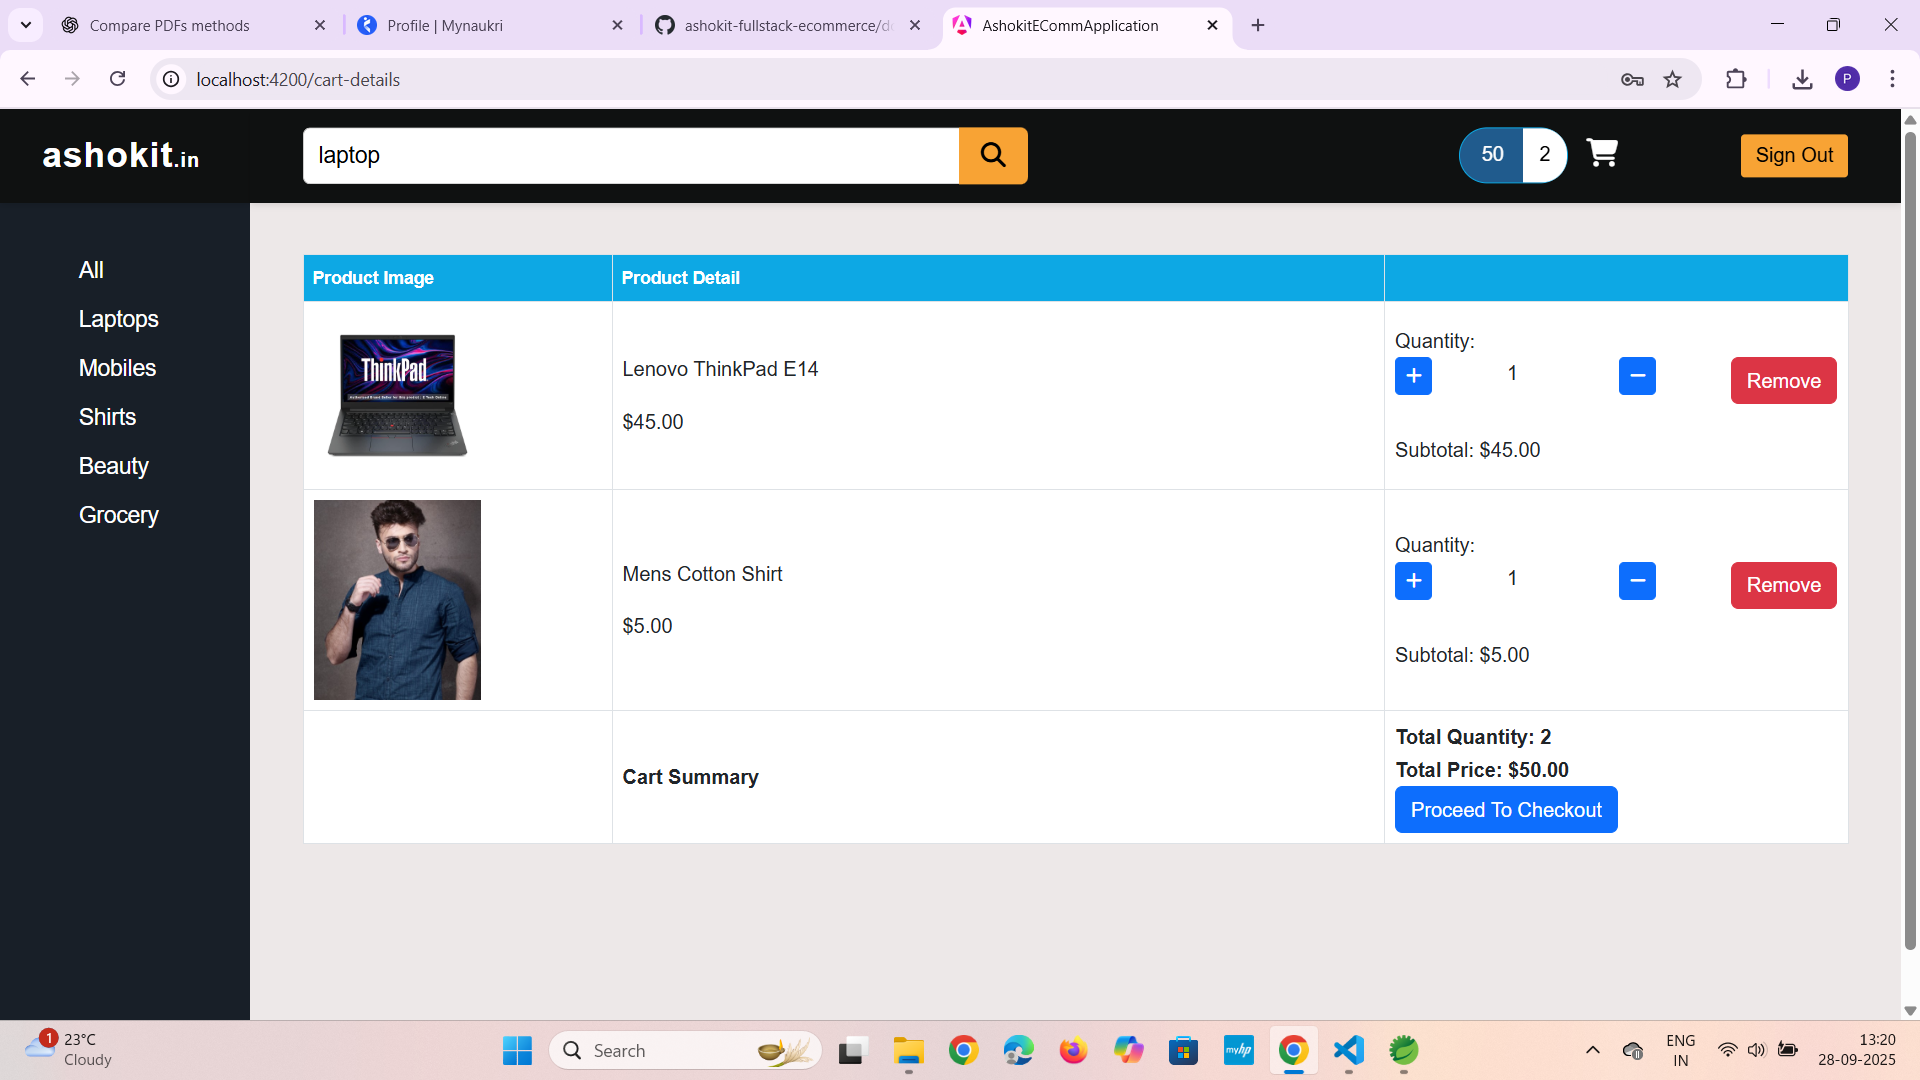 Compare PDFs methods
Profile | Mynaukri
ashokit-fullstack-ecommerce/d
AshokitECommApplication
localhost:4200/cart-details
P
ashokit.in
laptop
50 2
Sign Out
All
Laptops
Mobiles
Shirts
Beauty
Grocery
Product Image Product Detail
ThinkPad
Lenovo ThinkPad E14
$45.00
Quantity:
+ 1 −
Remove
Subtotal: $45.00
Mens Cotton Shirt
$5.00
Quantity:
+ 1 −
Remove
Subtotal: $5.00
Cart Summary
Total Quantity: 2
Total Price: $50.00
Proceed To Checkout
1
23°C
Cloudy
Search
myhp
ENG
IN
13:20
28-09-2025